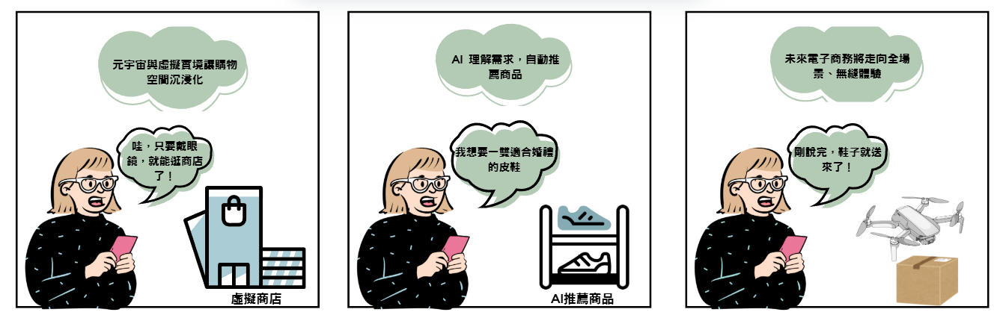 元宇宙與虛擬實境讓購物
空間沉浸化
哇，只要戴眼
鏡，就能逛商店
了！
虛擬商店
AI 理解需求，自動推
薦商品
我想要一雙適合婚禮
的皮鞋
AI推薦商品
未來電子商務將走向全場
景、無縫體驗
剛說完，鞋子就送
來了！